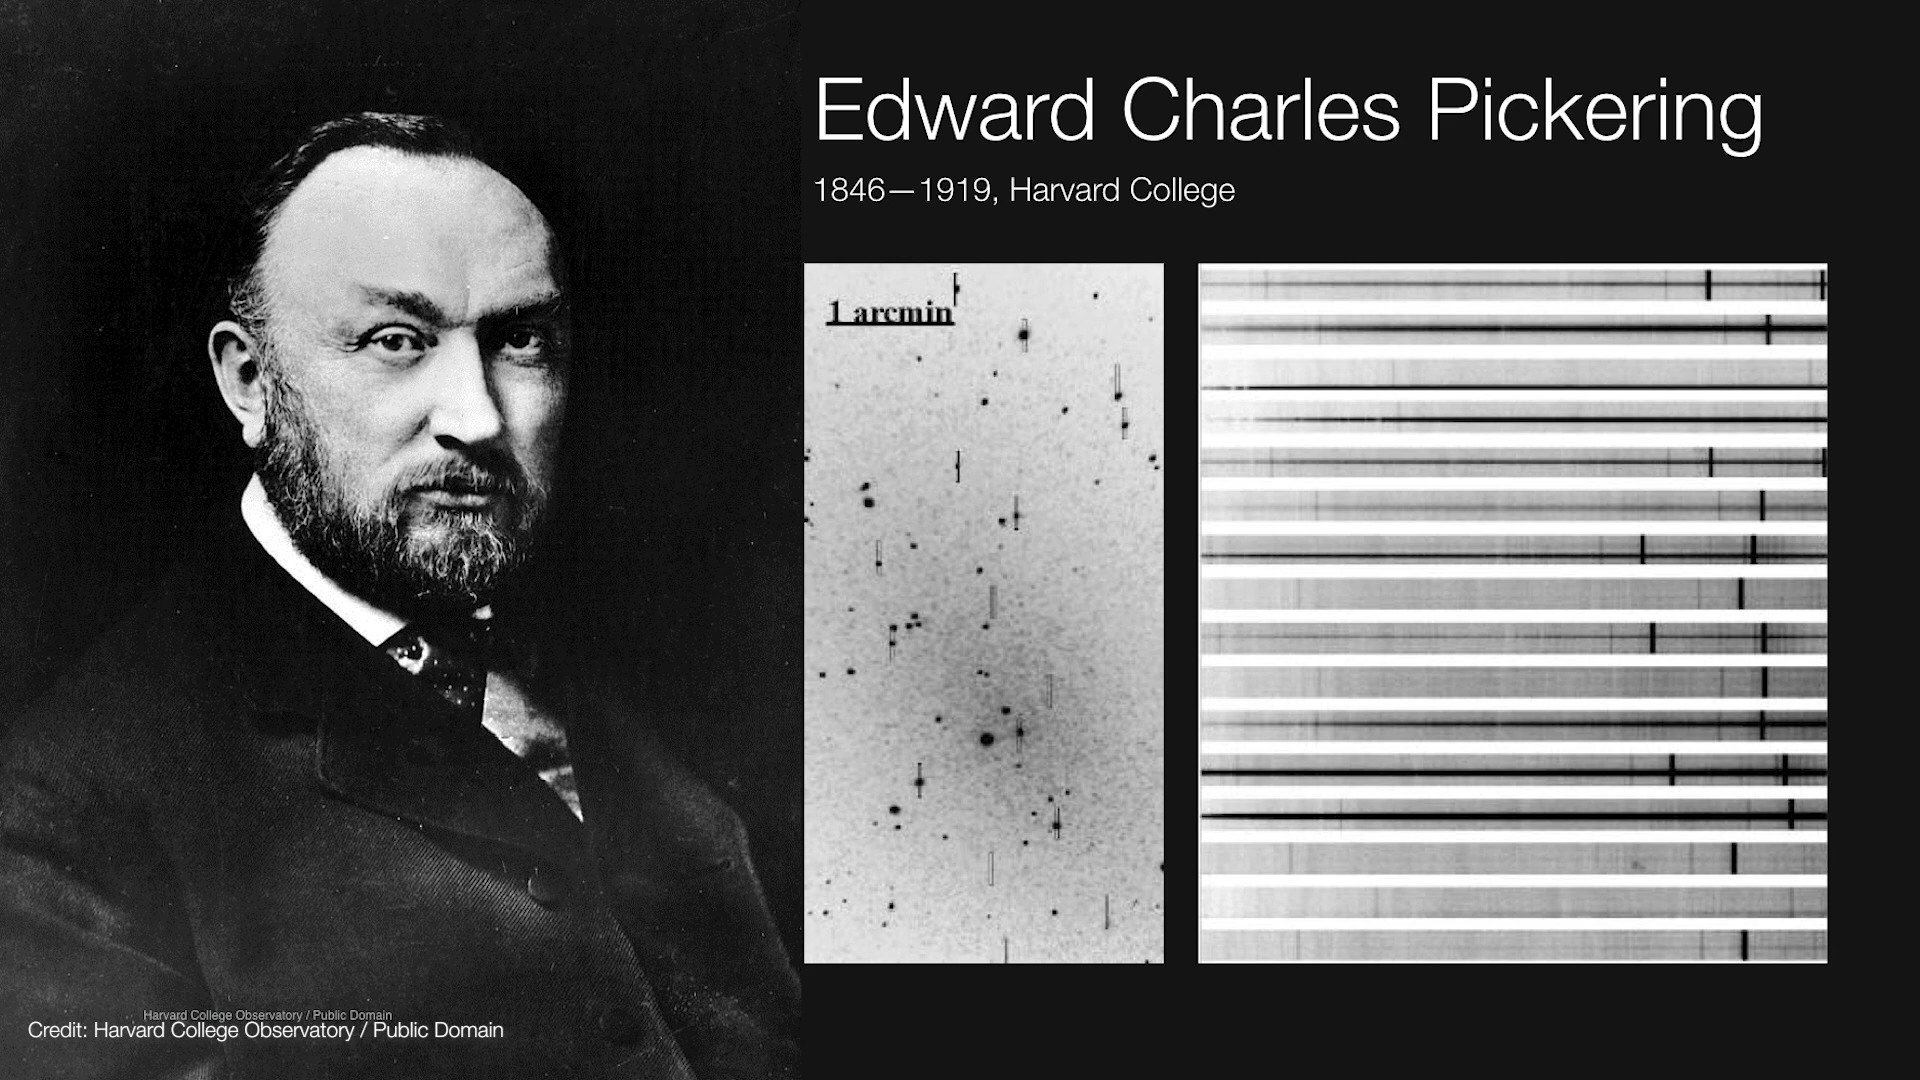 Edward Charles Pickering
1846—1919, Harvard College
1 arcmin
Harvard College Observatory / Public Domain
Credit: Harvard College Observatory / Public Domain